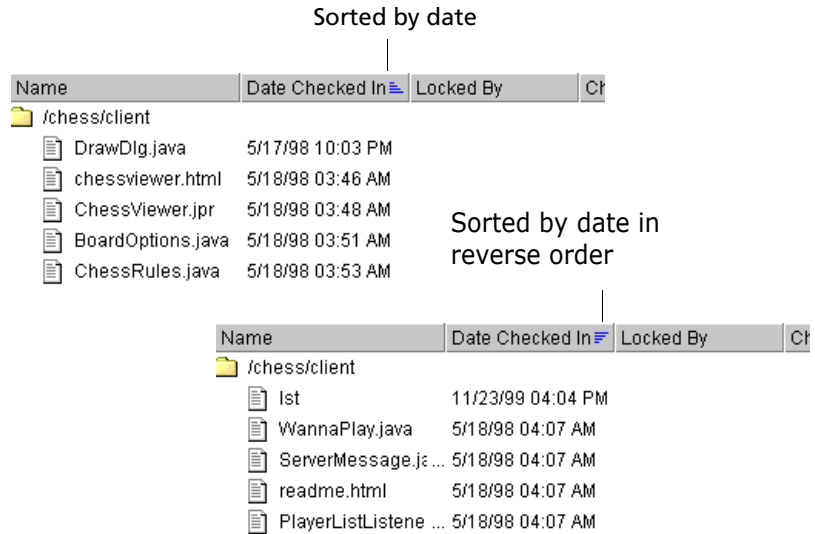 Sorted by date
Name Date Checked In Locked By Ch
/chess/client
DrawDlg.java 5/17/98 10:03 PM
chessviewer.html 5/18/98 03:46 AM
ChessViewer.jpr 5/18/98 03:48 AM
BoardOptions.java 5/18/98 03:51 AM
ChessRules.java 5/18/98 03:53 AM
Sorted by date in
reverse order
Name Date Checked In Locked By Ch
/chess/client
lst 11/23/99 04:04 PM
WannaPlay.java 5/18/98 04:07 AM
ServerMessage.ja ... 5/18/98 04:07 AM
readme.html 5/18/98 04:07 AM
PlayerListListene ... 5/18/98 04:07 AM